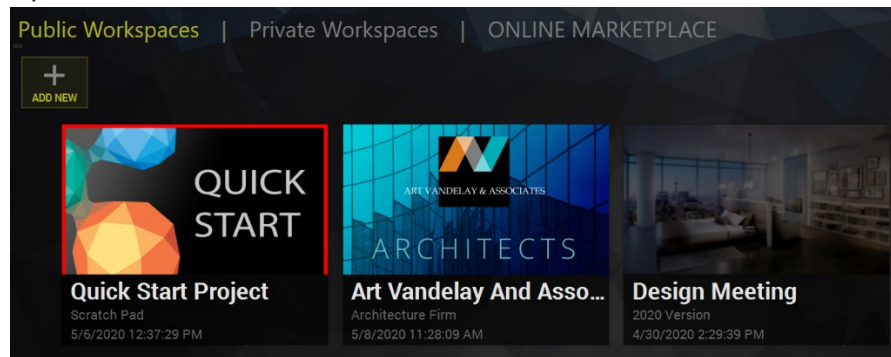 Public Workspaces | Private Workspaces | ONLINE MARKETPLACE
+
ADD NEW
QUICK
START
ART VANDELAY & ASSOCIATES
ARCHITECTS
Quick Start Project
Scratch Pad
5/6/2020 12:37:29 PM
Art Vandelay And Asso...
Architecture Firm
5/8/2020 11:28:09 AM
Design Meeting
2020 Version
4/30/2020 2:29:39 PM